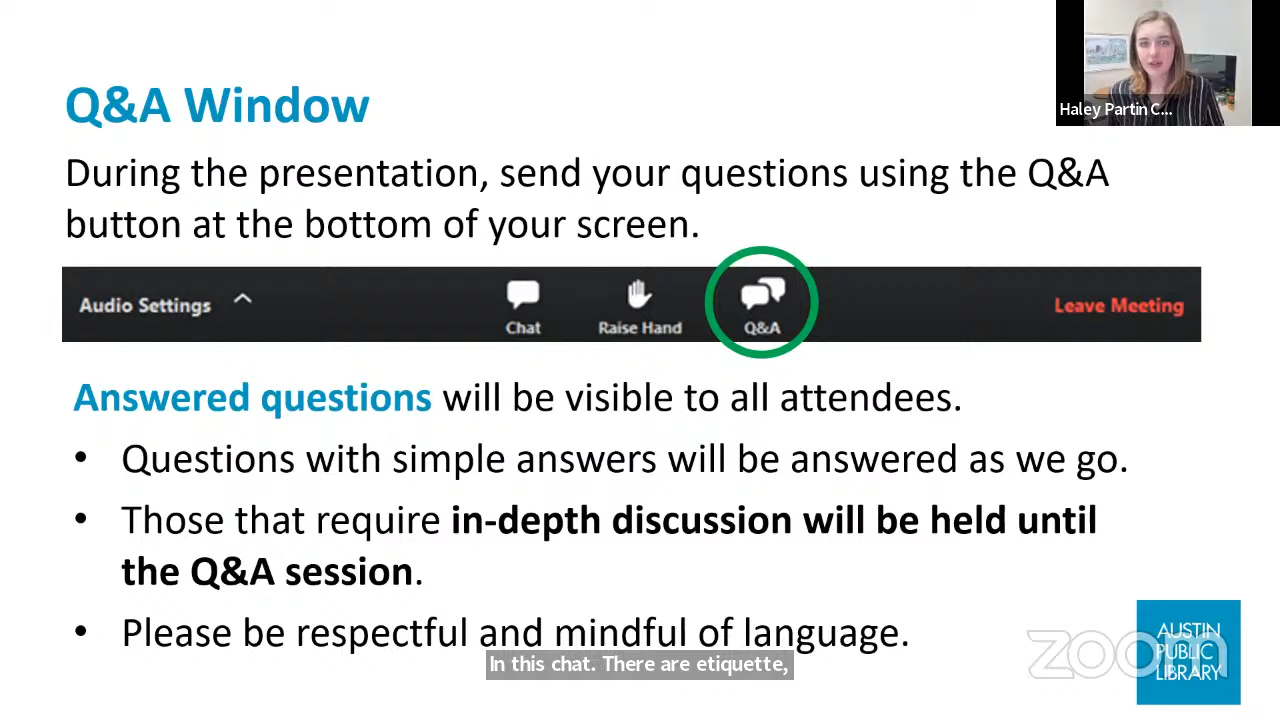 Q&A Window
Haley Partin C...
During the presentation, send your questions using the Q&A
button at the bottom of your screen.
Audio Settings
Chat
Raise Hand
Q&A
Leave Meeting
Answered questions will be visible to all attendees.
• Questions with simple answers will be answered as we go.
• Those that require in-depth discussion will be held until
the Q&A session.
• Please be respectful and mindful of language.
In this chat. There are etiquette,
zoom
AUSTIN
PUBLIC
LIBRARY